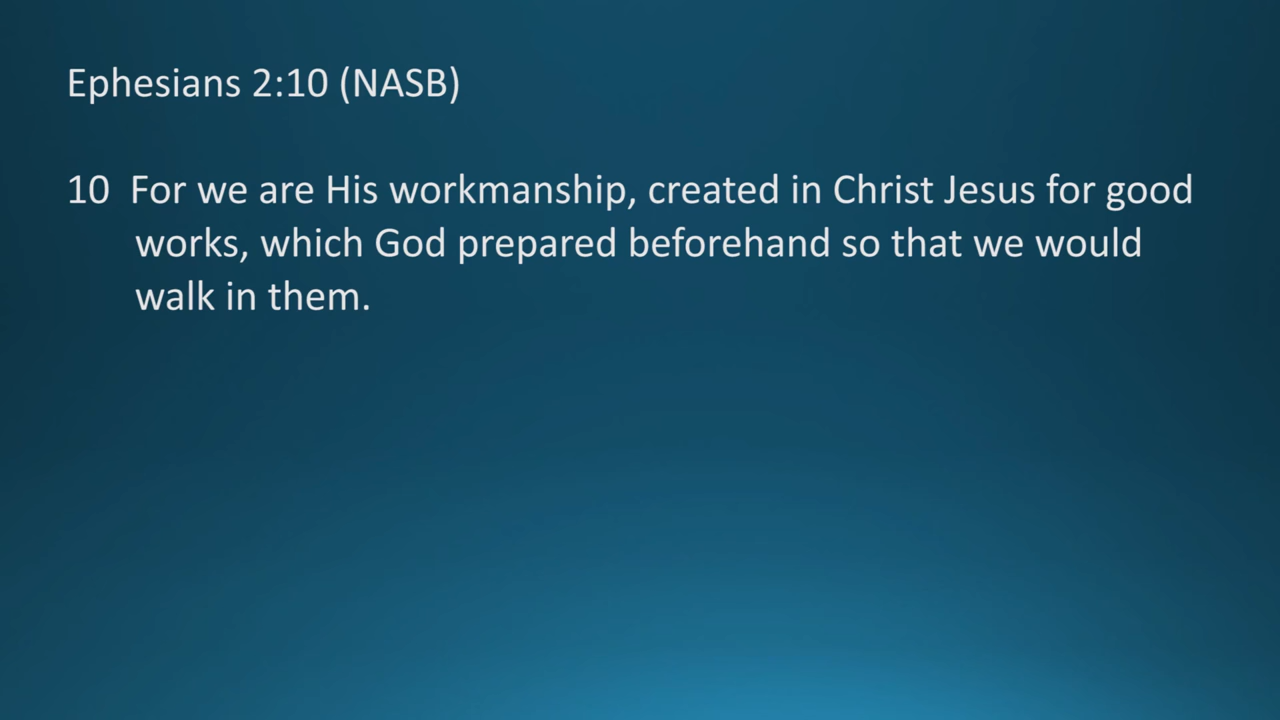 Ephesians 2:10 (NASB)
10 For we are His workmanship, created in Christ Jesus for good
works, which God prepared beforehand so that we would
walk in them.